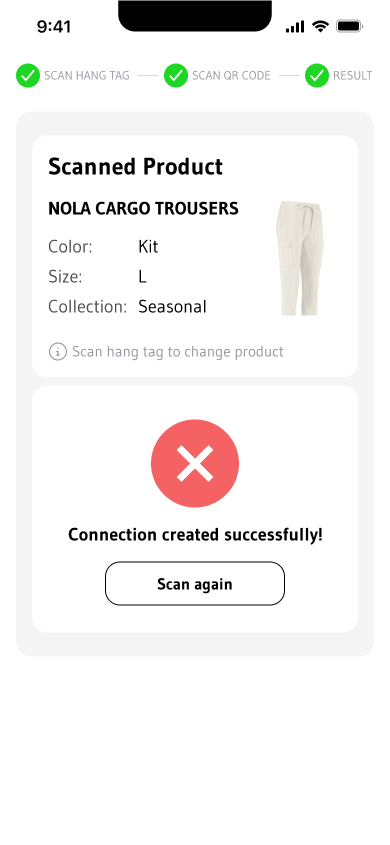 9:41
SCAN HANG TAG
SCAN QR CODE
RESULT
Scanned Product
NOLA CARGO TROUSERS
Color: Kit
Size: L
Collection: Seasonal
Scan hang tag to change product
Connection created successfully!
Scan again